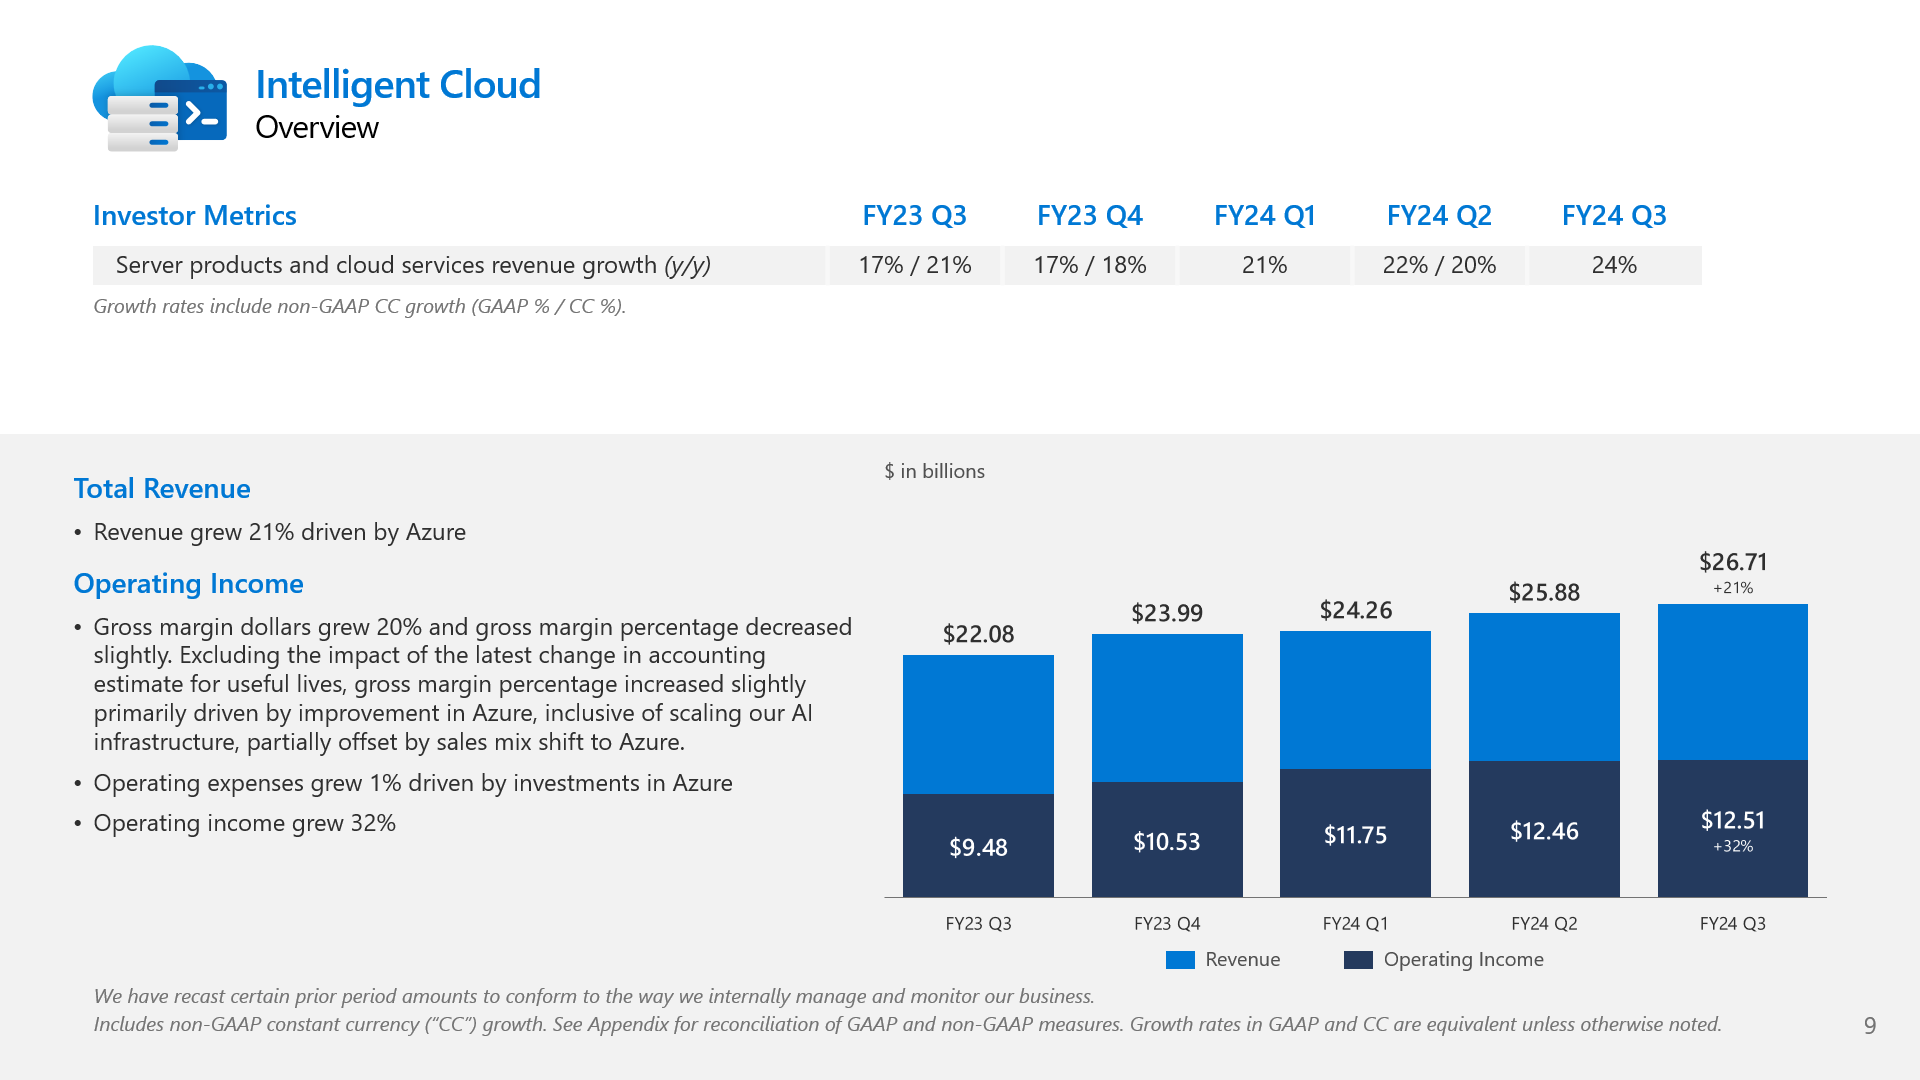 Intelligent Cloud
Overview
Investor Metrics FY23 Q3 FY23 Q4 FY24 Q1 FY24 Q2 FY24 Q3
Server products and cloud services revenue growth (y/y) 17% / 21% 17% / 18% 21% 22% / 20% 24%
Growth rates include non-GAAP CC growth (GAAP % / CC %).
Total Revenue
• Revenue grew 21% driven by Azure
Operating Income
• Gross margin dollars grew 20% and gross margin percentage decreased
slightly. Excluding the impact of the latest change in accounting
estimate for useful lives, gross margin percentage increased slightly
primarily driven by improvement in Azure, inclusive of scaling our AI
infrastructure, partially offset by sales mix shift to Azure.
• Operating expenses grew 1% driven by investments in Azure
• Operating income grew 32%
$ in billions
$22.08 $23.99 $24.26 $25.88 $26.71
+21%
$9.48 $10.53 $11.75 $12.46 $12.51
+32%
FY23 Q3 FY23 Q4 FY24 Q1 FY24 Q2 FY24 Q3
Revenue Operating Income
We have recast certain prior period amounts to conform to the way we internally manage and monitor our business.
Includes non-GAAP constant currency ("CC") growth. See Appendix for reconciliation of GAAP and non-GAAP measures. Growth rates in GAAP and CC are equivalent unless otherwise noted.
9